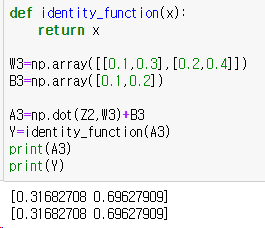 def identity_function(x):
    return x
W3=np.array([[0.1,0.3],[0.2,0.4]])
B3=np.array([0.1,0.2])
A3=np.dot(Z2,W3)+B3
Y=identity_function(A3)
print(A3)
print(Y)
[0.31682708 0.69627909]
[0.31682708 0.69627909]